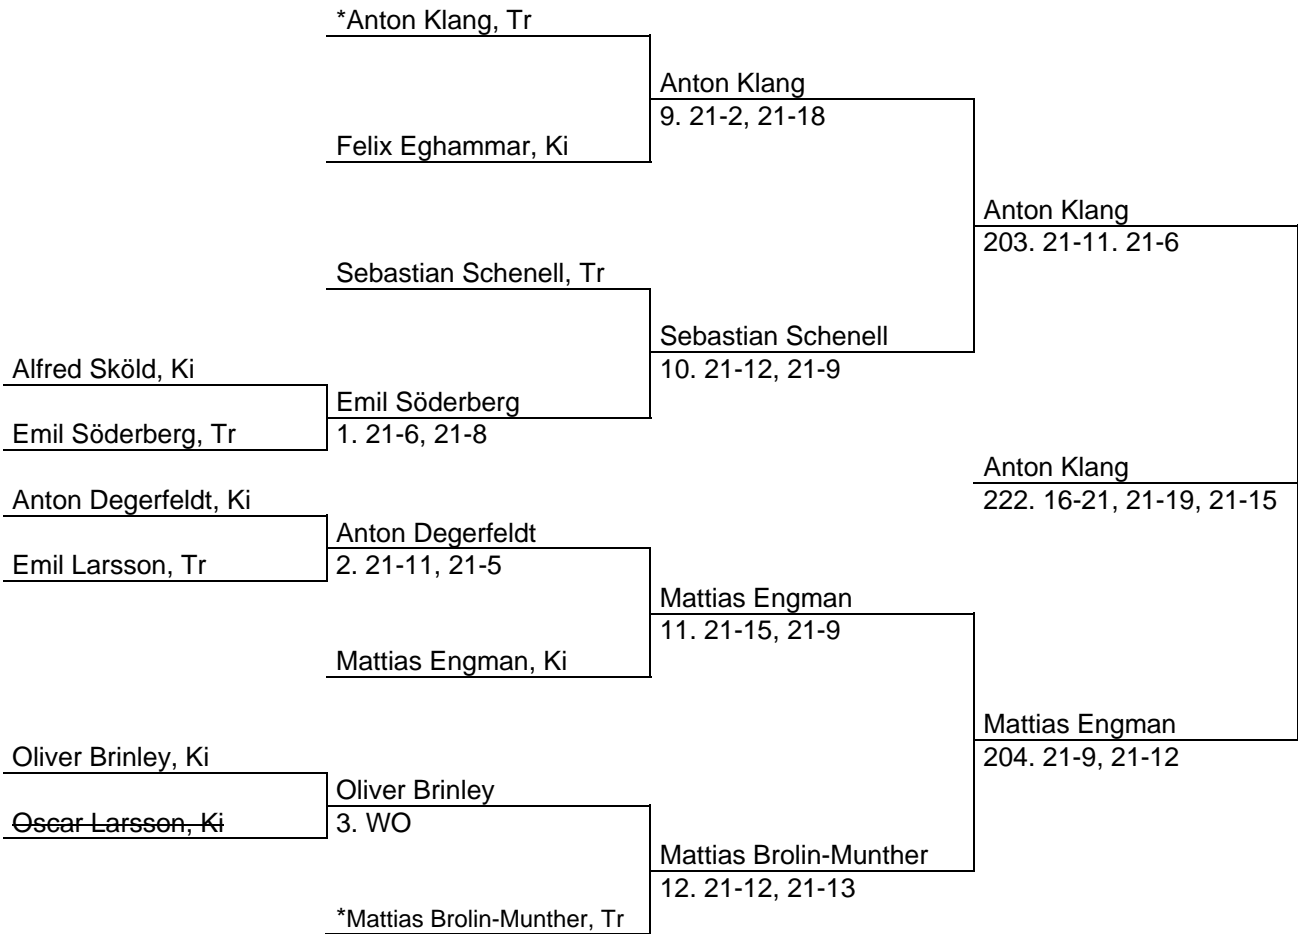 *Anton Klang, Tr
Anton Klang
9. 21-2, 21-18
Felix Eghammar, Ki
Anton Klang
203. 21-11. 21-6
Sebastian Schenell, Tr
Sebastian Schenell
10. 21-12, 21-9
Alfred Sköld, Ki
Emil Söderberg
1. 21-6, 21-8
Emil Söderberg, Tr
Anton Klang
222. 16-21, 21-19, 21-15
Anton Degerfeldt, Ki
Anton Degerfeldt
2. 21-11, 21-5
Emil Larsson, Tr
Mattias Engman
11. 21-15, 21-9
Mattias Engman, Ki
Mattias Engman
204. 21-9, 21-12
Oliver Brinley, Ki
Oliver Brinley
3. WO
Oscar Larsson, Ki
Mattias Brolin-Munther
12. 21-12, 21-13
*Mattias Brolin-Munther, Tr